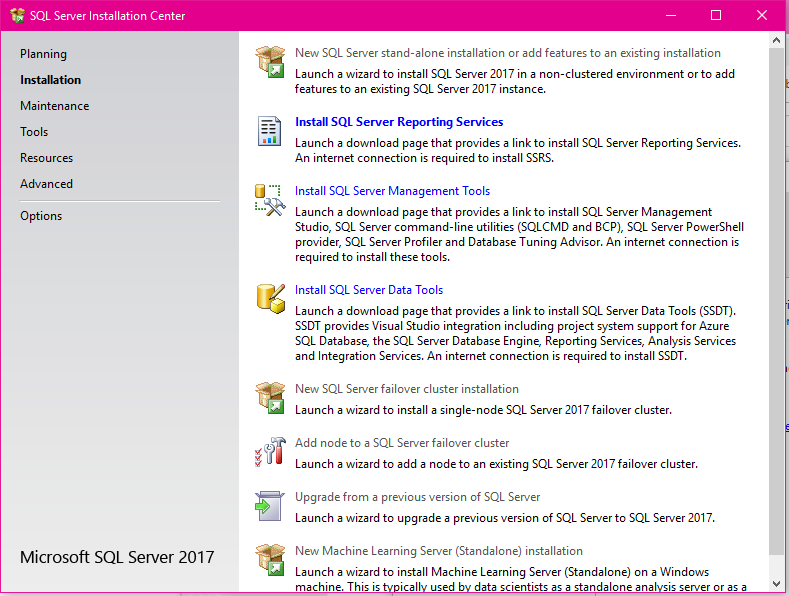 SQL Server Installation Center
Planning
Installation
Maintenance
Tools
Resources
Advanced
Options
Microsoft SQL Server 2017
New SQL Server stand-alone installation or add features to an existing installation
Launch a wizard to install SQL Server 2017 in a non-clustered environment or to add
features to an existing SQL Server 2017 instance.
Install SQL Server Reporting Services
Launch a download page that provides a link to install SQL Server Reporting Services.
An internet connection is required to install SSRS.
Install SQL Server Management Tools
Launch a download page that provides a link to install SQL Server Management
Studio, SQL Server command-line utilities (SQLCMD and BCP), SQL Server PowerShell
provider, SQL Server Profiler and Database Tuning Advisor. An internet connection is
required to install these tools.
Install SQL Server Data Tools
Launch a download page that provides a link to install SQL Server Data Tools (SSDT).
SSDT provides Visual Studio integration including project system support for Azure
SQL Database, the SQL Server Database Engine, Reporting Services, Analysis Services
and Integration Services. An internet connection is required to install SSDT.
New SQL Server failover cluster installation
Launch a wizard to install a single-node SQL Server 2017 failover cluster.
Add node to a SQL Server failover cluster
Launch a wizard to add a node to an existing SQL Server 2017 failover cluster.
Upgrade from a previous version of SQL Server
Launch a wizard to upgrade a previous version of SQL Server to SQL Server 2017.
New Machine Learning Server (Standalone) installation
Launch a wizard to install Machine Learning Server (Standalone) on a Windows
machine. This is typically used by data scientists as a standalone analysis server or as a